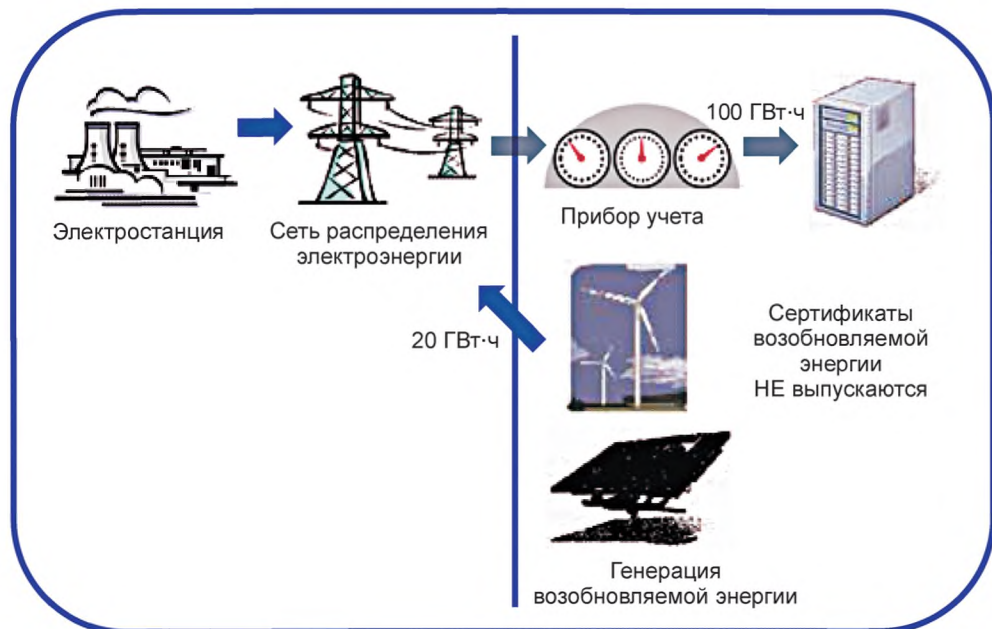 Электростанция
Сеть распределения
электроэнергии
Прибор учета
100 ГВт·ч
20 ГВт·ч
Сертификаты
возобновляемой
энергии
НЕ выпускаются
Генерация
возобновляемой энергии